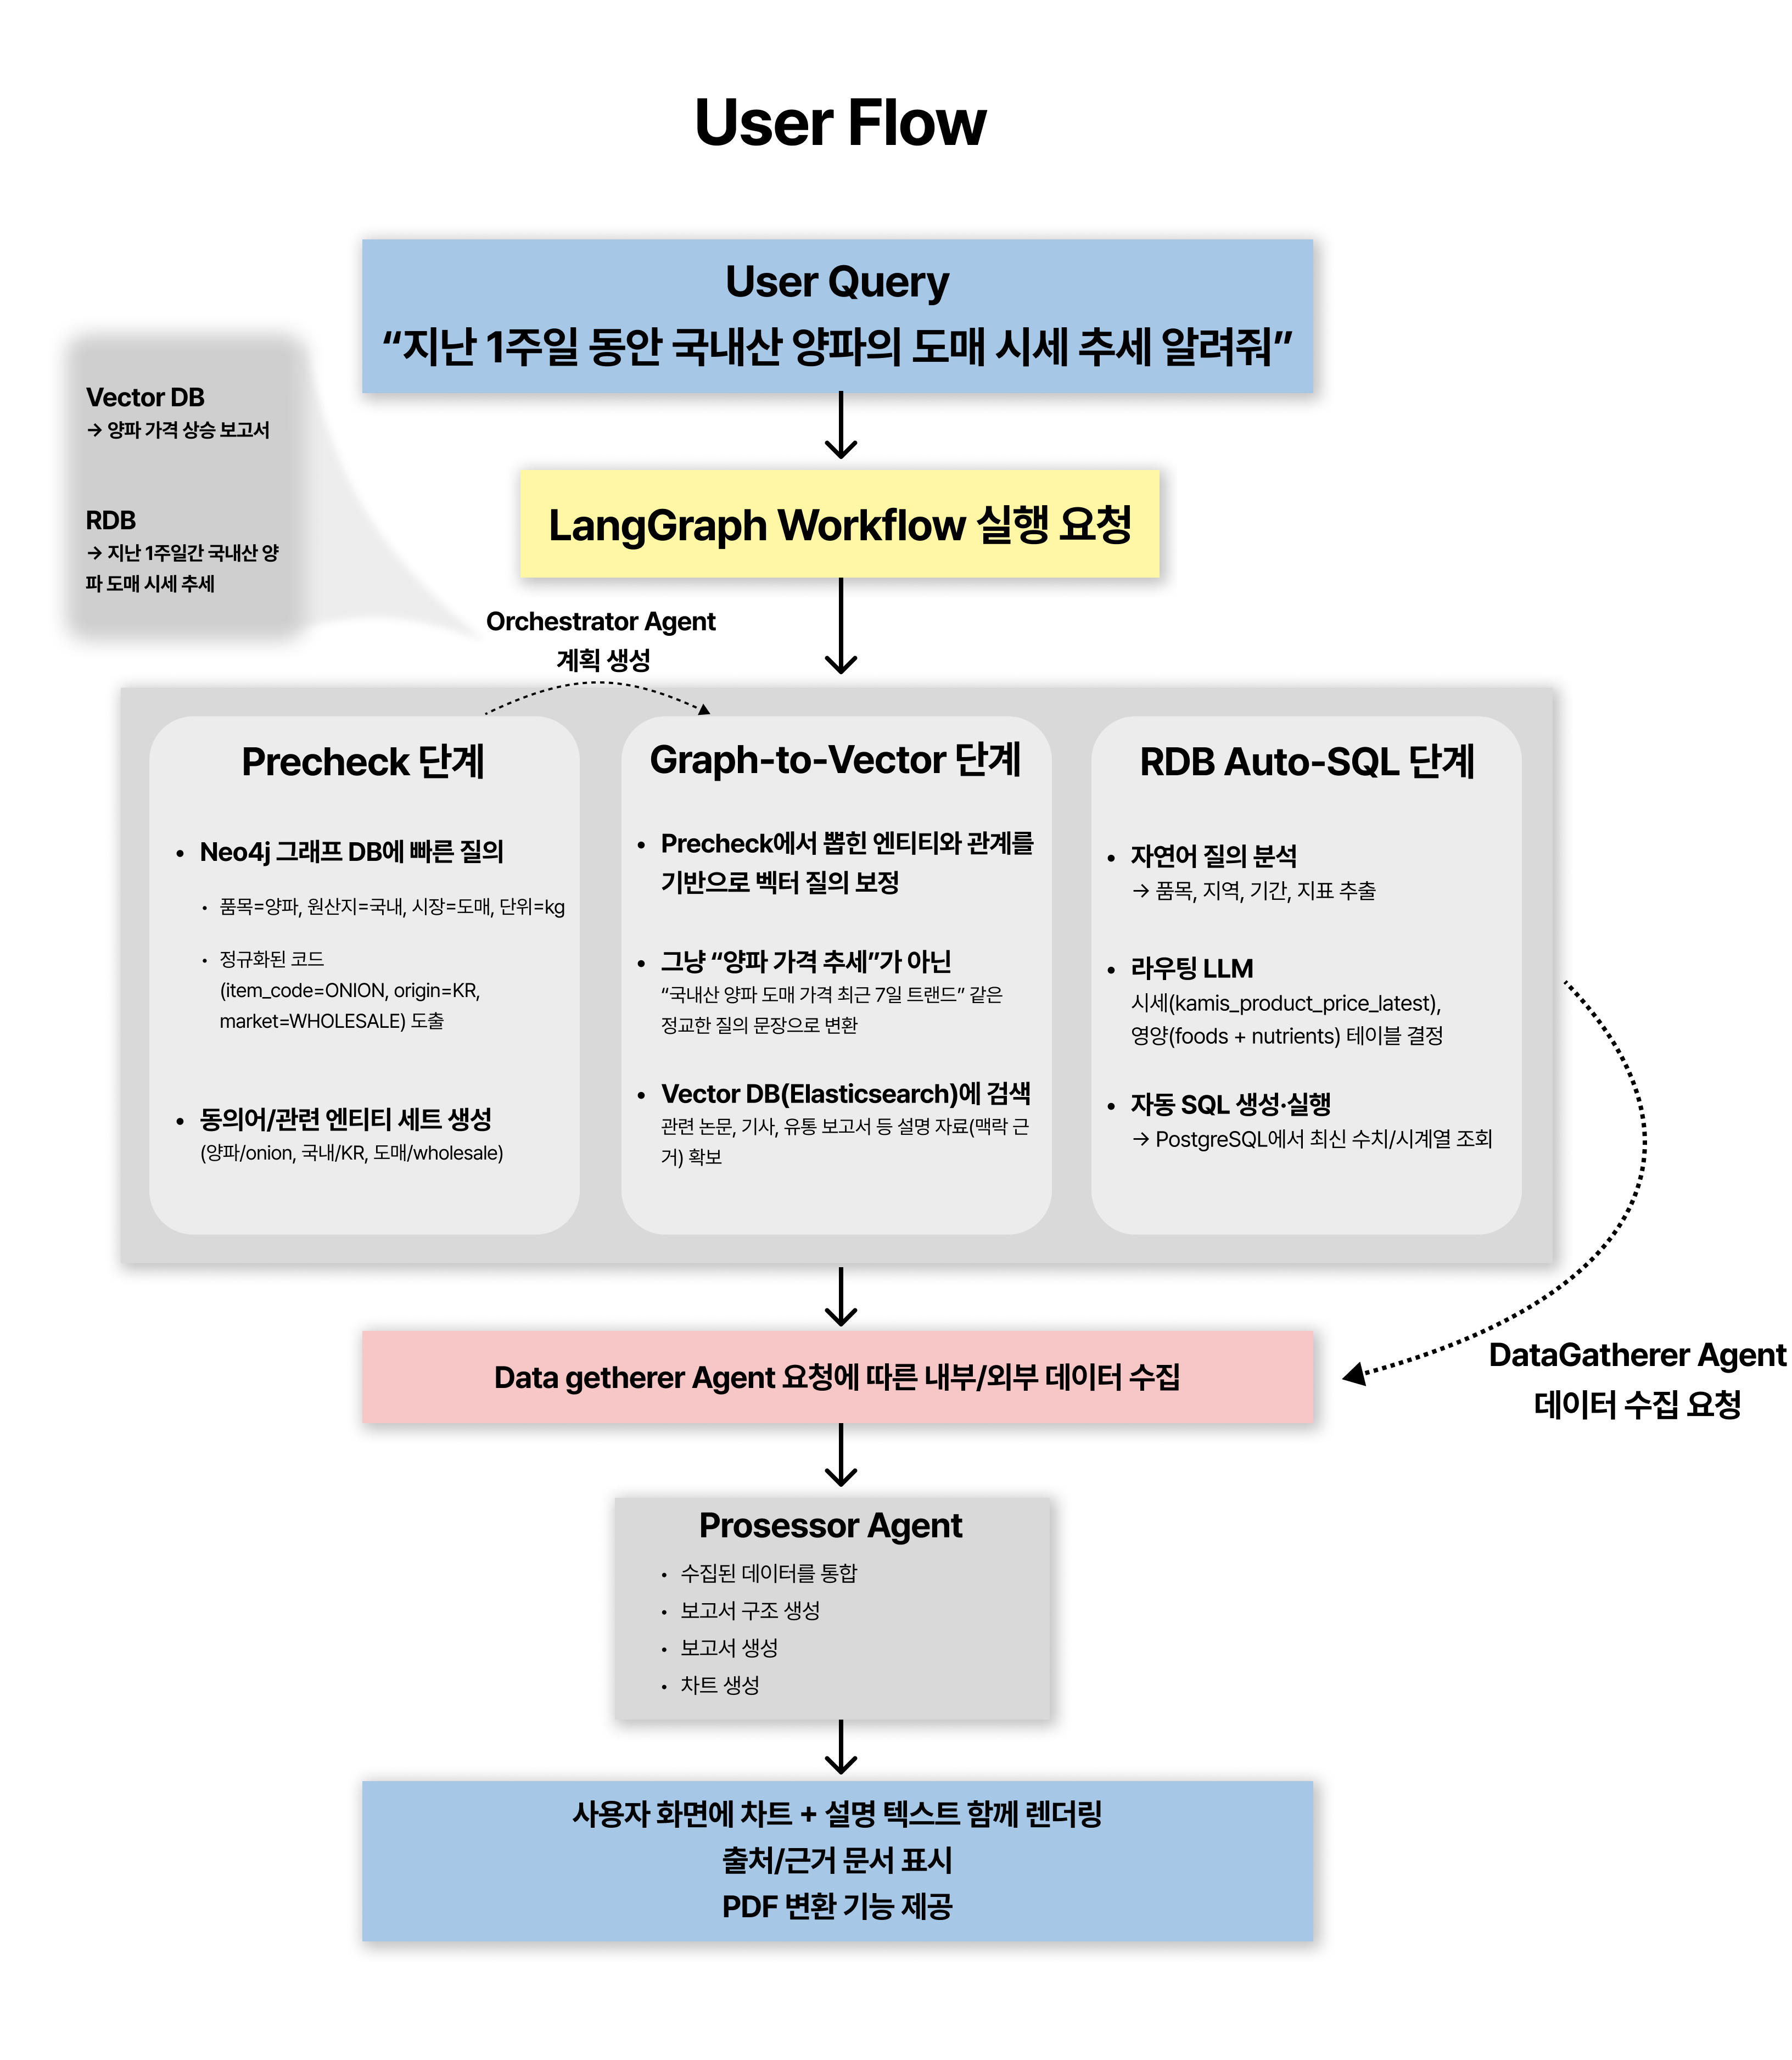 User Flow
User Query
“지난 1주일 동안 국내산 양파의 도매 시세 추세 알려줘”
Vector DB
→ 양파 가격 상승 보고서
RDB
→ 지난 1주일간 국내산 양
파 도매 시세 추세
LangGraph Workflow 실행 요청
Orchestrator Agent
계획 생성
Precheck 단계
• Neo4j 그래프 DB에 빠른 질의
• 품목=양파, 원산지=국내, 시장=도매, 단위=kg
• 정규화된 코드
(item_code=ONION, origin=KR,
market=WHOLESALE) 도출
• 동의어/관련 엔티티 세트 생성
(양파/onion, 국내/KR, 도매/wholesale)
Graph-to-Vector 단계
• Precheck에서 뽑힌 엔티티와 관계를
기반으로 벡터 질의 보정
• 그냥 “양파 가격 추세”가 아닌
“국내산 양파 도매 가격 최근 7일 트랜드” 같은
정교한 질의 문장으로 변환
• Vector DB(Elasticsearch)에 검색
관련 논문, 기사, 유통 보고서 등 설명 자료(맥락 근
거) 확보
RDB Auto-SQL 단계
• 자연어 질의 분석
→ 품목, 지역, 기간, 지표 추출
• 라우팅 LLM
시세(kamis_product_price_latest),
영양(foods + nutrients) 테이블 결정
• 자동 SQL 생성·실행
→ PostgreSQL에서 최신 수치/시계열 조회
DataGatherer Agent
데이터 수집 요청
Data getherer Agent 요청에 따른 내부/외부 데이터 수집
Prosessor Agent
• 수집된 데이터를 통합
• 보고서 구조 생성
• 보고서 생성
• 차트 생성
사용자 화면에 차트 + 설명 텍스트 함께 렌더링
출처/근거 문서 표시
PDF 변환 기능 제공